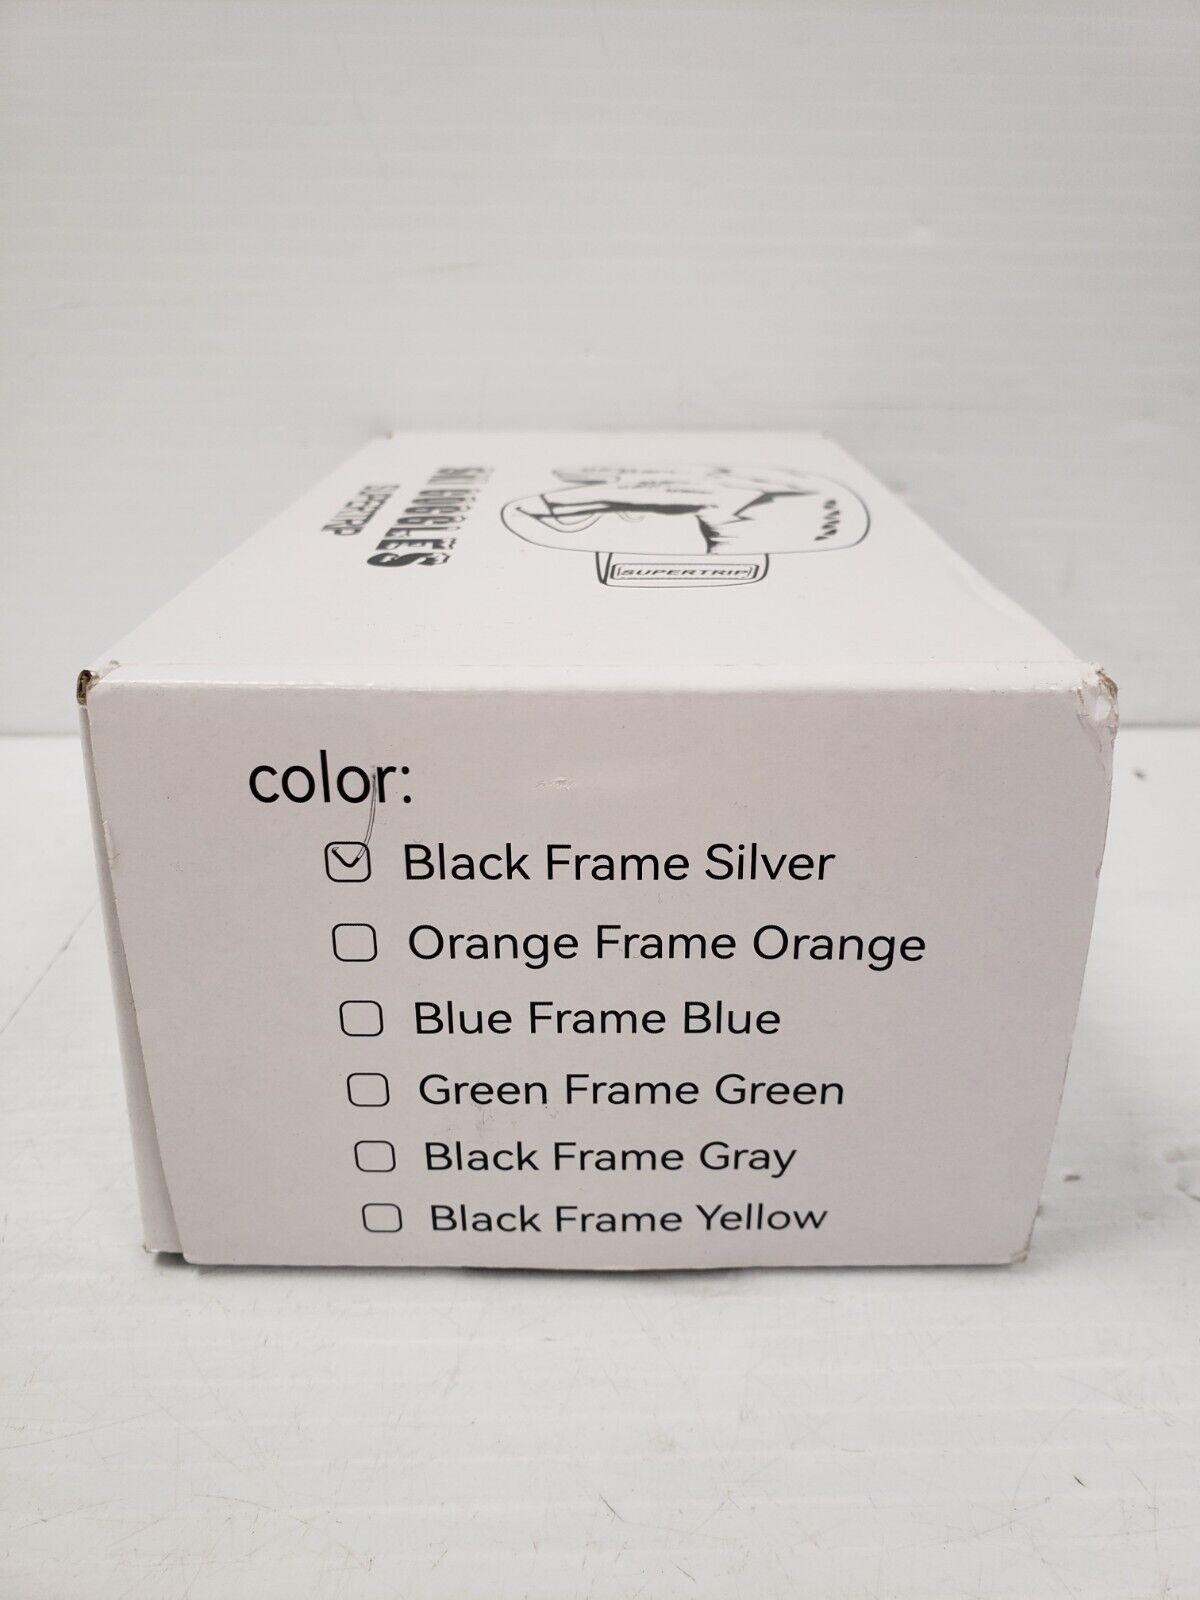 SKI GOGGLES
SUPERTRIP
SUPERTRIP
color:
Black Frame Silver
Orange Frame Orange
Blue Frame Blue
Green Frame Green
Black Frame Gray
Black Frame Yellow